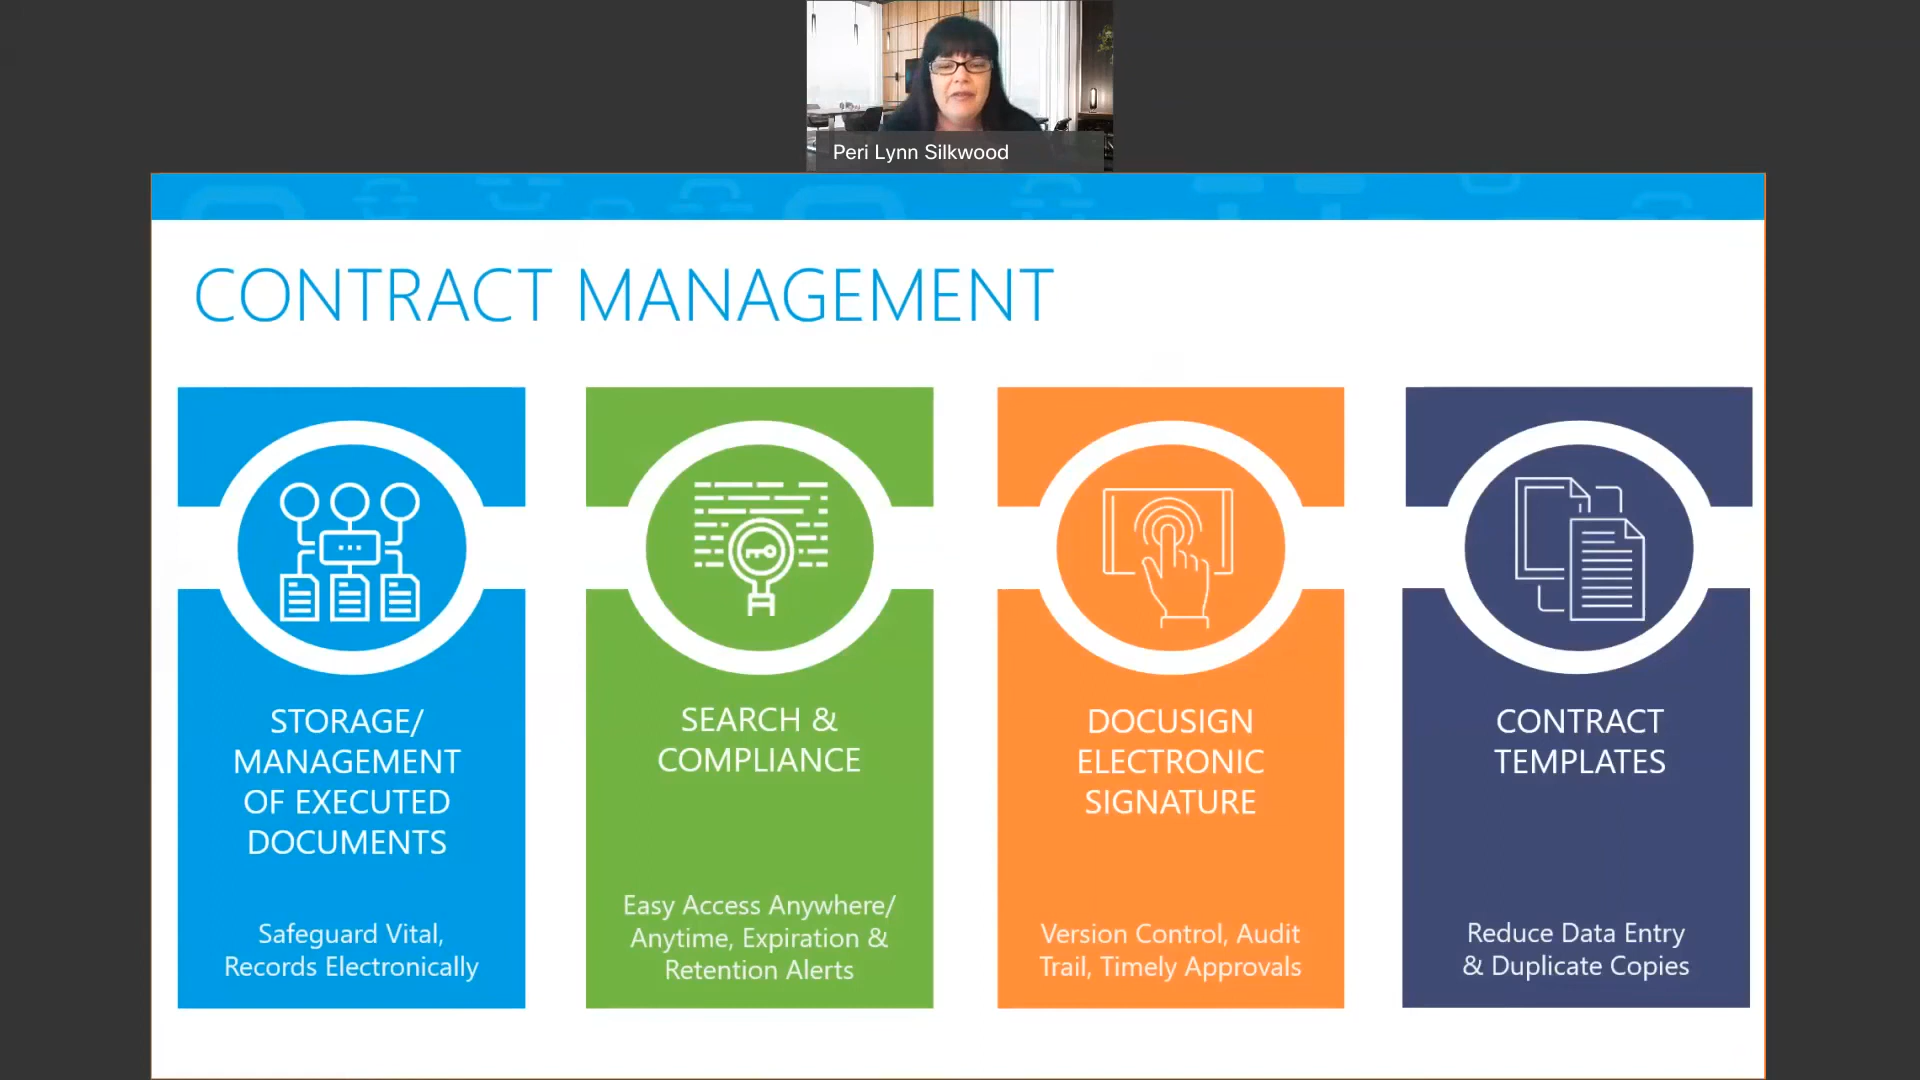 Peri Lynn Silkwood
CONTRACT MANAGEMENT
STORAGE/
MANAGEMENT
OF EXECUTED
DOCUMENTS
Safeguard Vital,
Records Electronically
SEARCH &
COMPLIANCE
Easy Access Anywhere/
Anytime, Expiration &
Retention Alerts
DOCUSIGN
ELECTRONIC
SIGNATURE
Version Control, Audit
Trail, Timely Approvals
CONTRACT
TEMPLATES
Reduce Data Entry
& Duplicate Copies